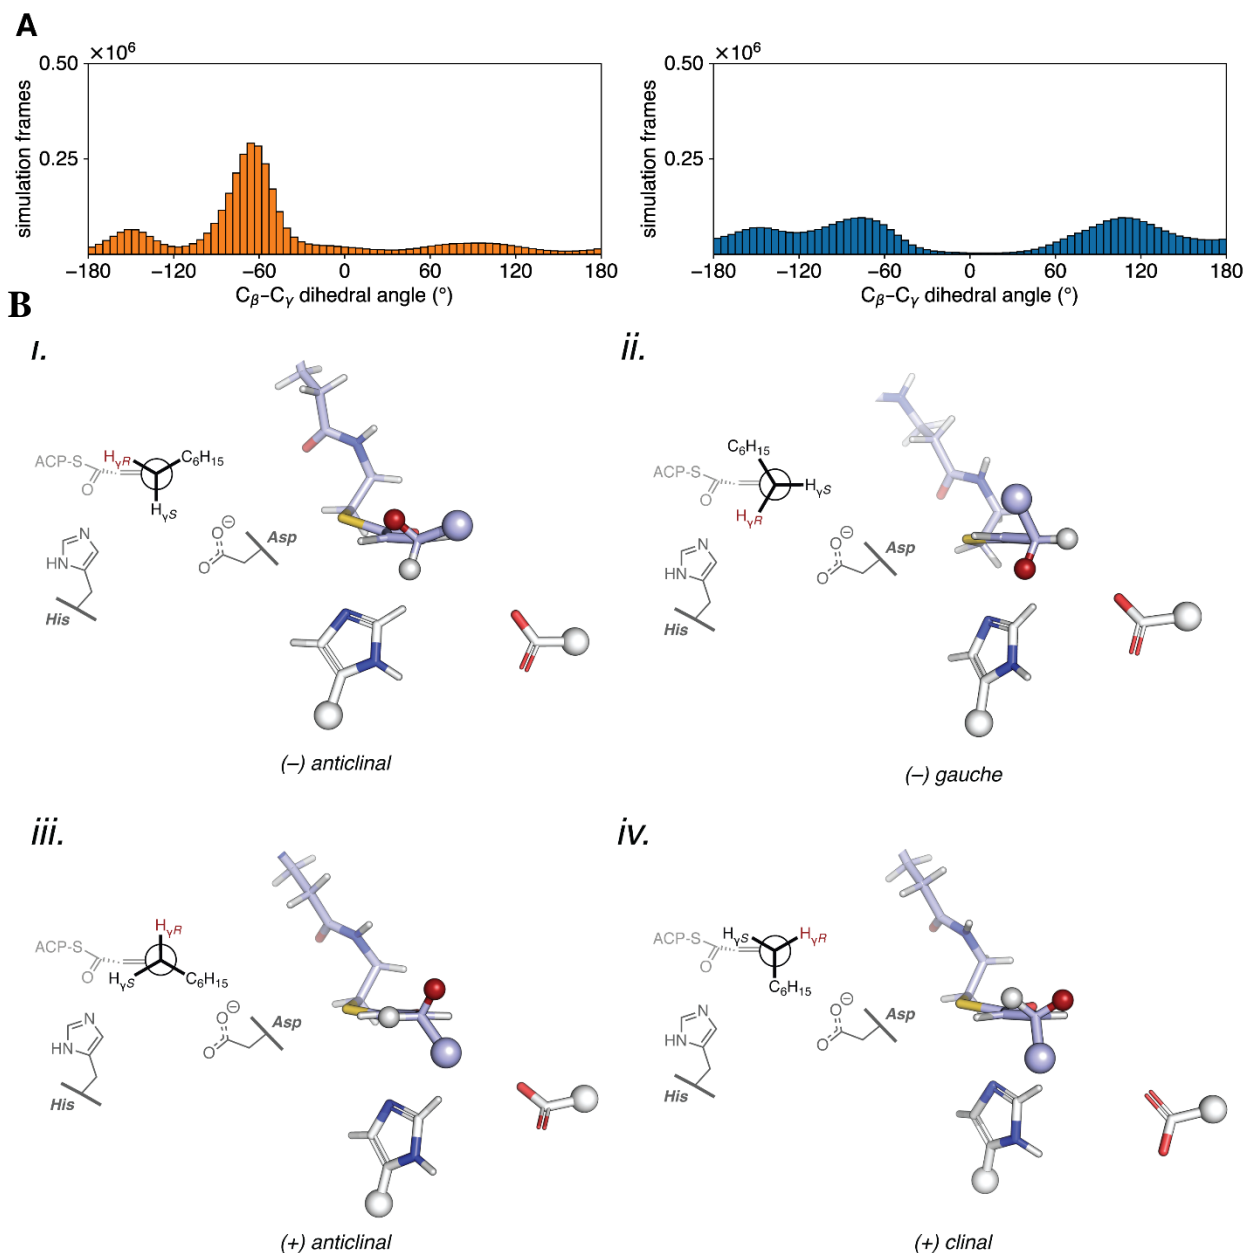 A
×10⁶
0.50
0.25
simulation frames
−180 −120 −60 0 60 120 180
Cβ−Cγ dihedral angle (°)
×10⁶
0.50
0.25
simulation frames
−180 −120 −60 0 60 120 180
Cβ−Cγ dihedral angle (°)
B
i.
HγR C₆H₁₅
ACP-S
O
HγS
N
HN
His
O⊖
O
Asp
(–) anticlinal
ii.
C₆H₁₅
ACP-S
HγS
O
HγR
N
HN
His
O⊖
O
Asp
(–) gauche
iii.
HγR
ACP-S
O
HγS C₆H₁₅
N
HN
His
O⊖
O
Asp
(+) anticlinal
iv.
HγS HγR
ACP-S
O
C₆H₁₅
N
HN
His
O⊖
O
Asp
(+) clinal